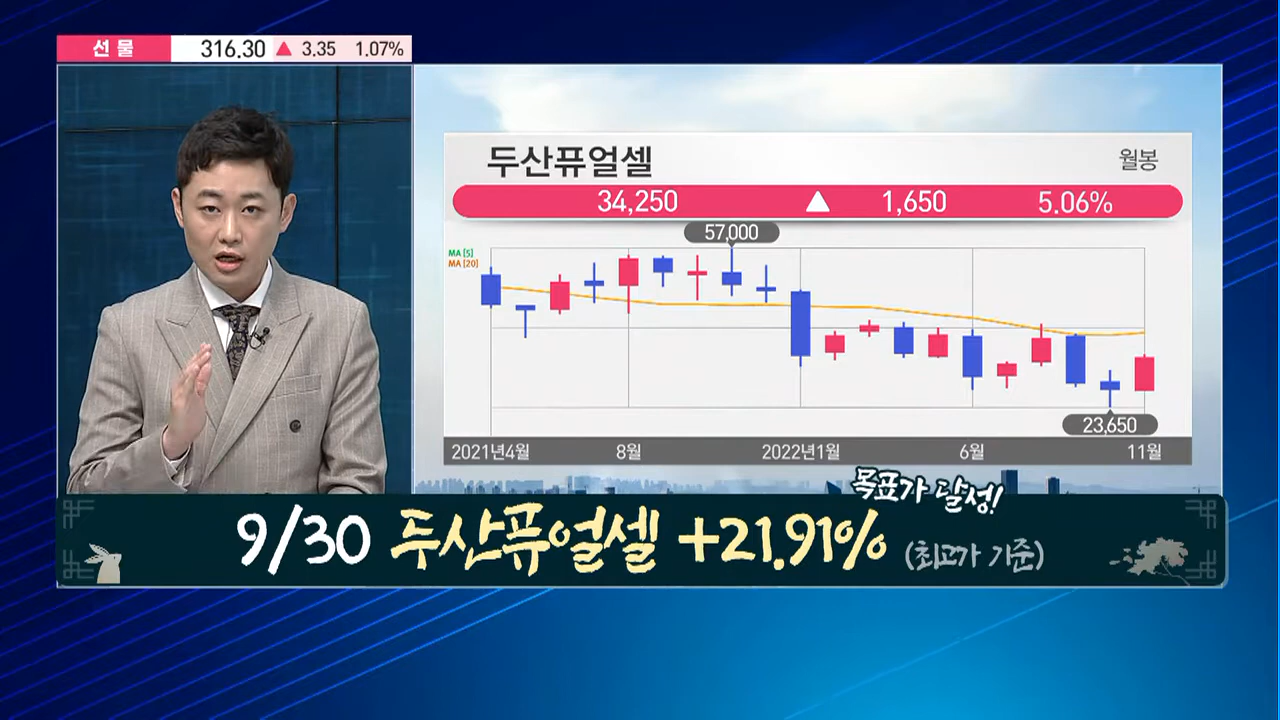 선물 316.30 ▲ 3.35 1.07%
두산퓨얼셀 월봉
34,250 ▲ 1,650 5.06%
57,000
MA [5]
MA [20]
23,650
2021년4월 8월 2022년1월 6월 11월
목표가 달성!
9/30 두산퓨얼셀 +21.91% (최고가 기준)